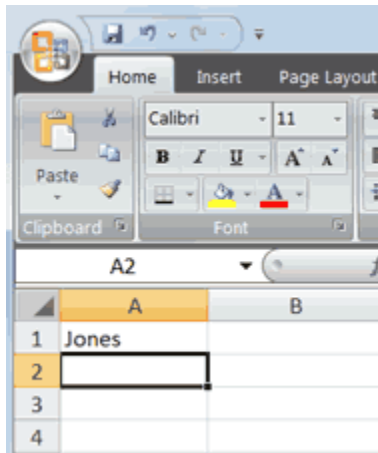 Home Insert Page Layout
Calibri 11
B I U A A
Paste A
Clipboard Font
A2
A B
1 Jones
2
3
4